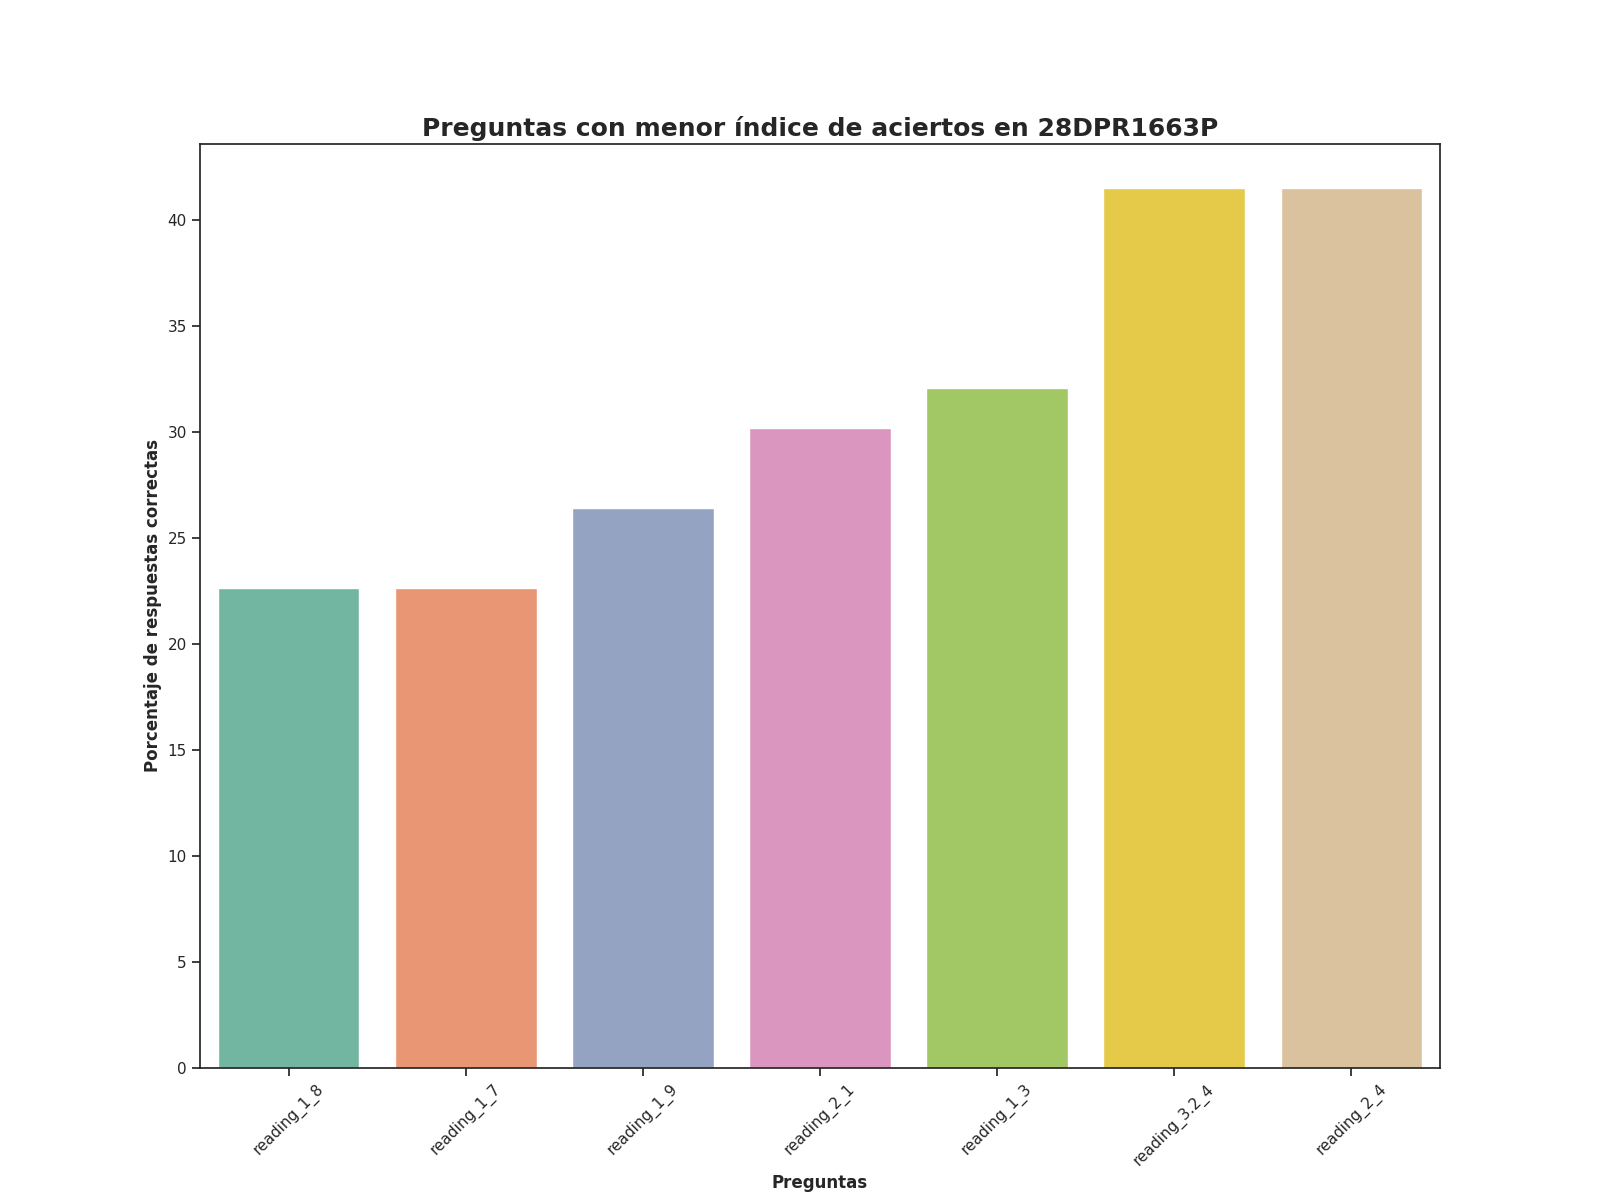 Preguntas con menor índice de aciertos en 28DPR1663P
Porcentaje de respuestas correctas
40
35
30
25
20
15
10
5
0
reading_1_8
reading_1_7
reading_1_9
reading_2_1
reading_1_3
reading_3.2_4
reading_2_4
Preguntas